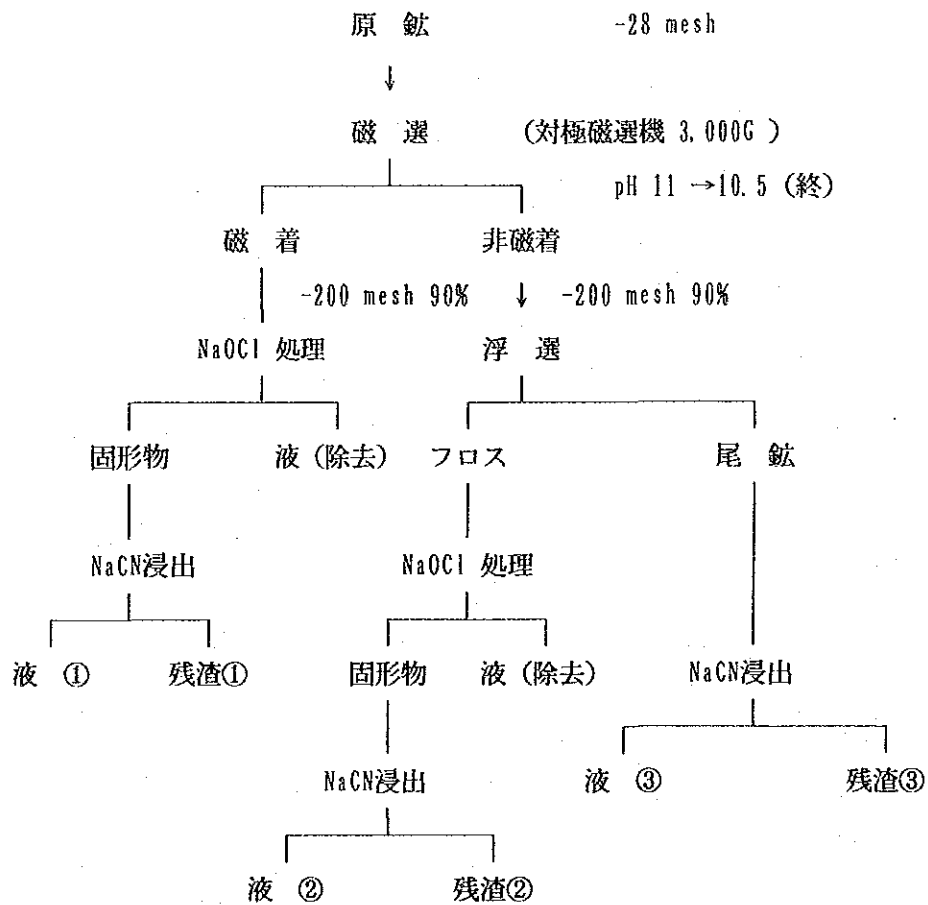 原 鉱 -28 mesh
↓
磁 選 (対極磁選機 3,000G )
pH 11 →10.5 (終)
磁 着 非磁着
-200 mesh 90% ↓ -200 mesh 90%
NaOCl 処理 浮 選
固形物 液 (除去) フロス 尾 鉱
NaCN浸出 NaOCl 処理
液 ① 残渣① 固形物 液 (除去) NaCN浸出
NaCN浸出 液 ③ 残渣③
液 ② 残渣②